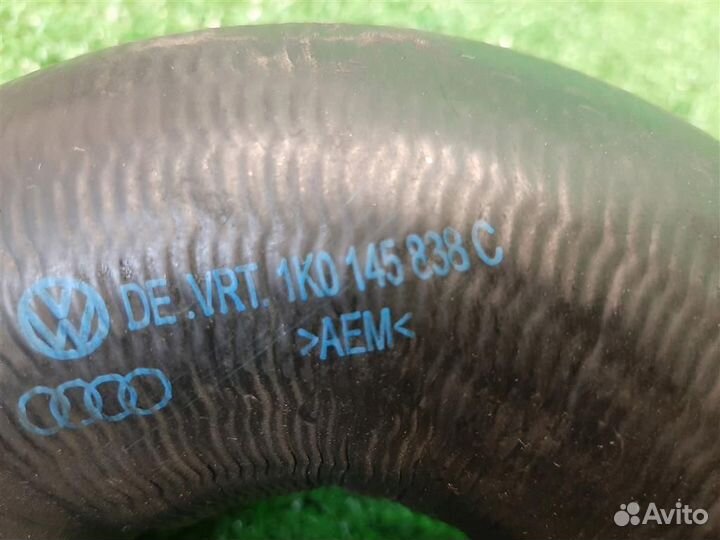 DE .VRT. 1K0 145 838 C
>AEM<
Avito